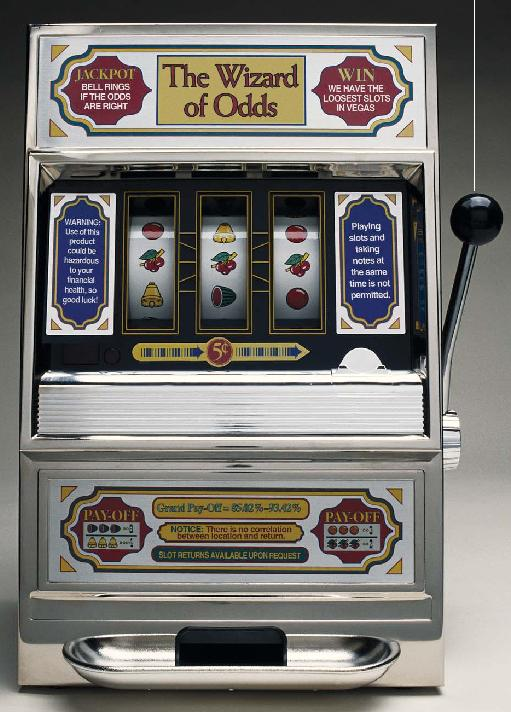 JACKPOT
BELL RINGS
IF THE ODDS
ARE RIGHT
The Wizard
of Odds
WIN
WE HAVE THE
LOOSEST SLOTS
IN VEGAS
WARNING:
Use of this
product
could be
hazardous
to your
financial
health, so
good luck!
Playing
slots and
taking
notes at
the same
time is not
permitted.
5¢
PAY-OFF
Grand Pay-Off = 85.02%-93.42%
NOTICE: There is no correlation
between location and return.
SLOT RETURNS AVAILABLE UPON REQUEST
PAY-OFF